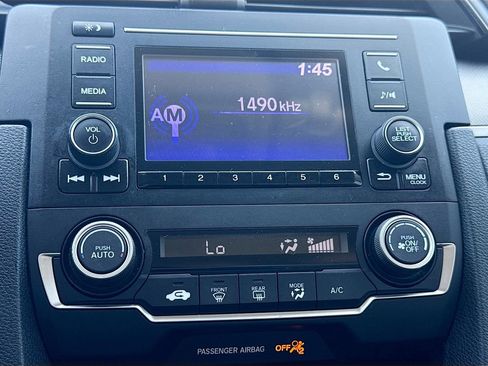 1:45
RADIO
MEDIA
AM
1490 kHz
VOL
LIST
PUSH
SELECT
MENU
CLOCK
1 2 3 4 5 6
PUSH
AUTO
Lo
PUSH
ON/
OFF
FRONT
REAR
MODE
A/C
PASSENGER AIRBAG
OFF